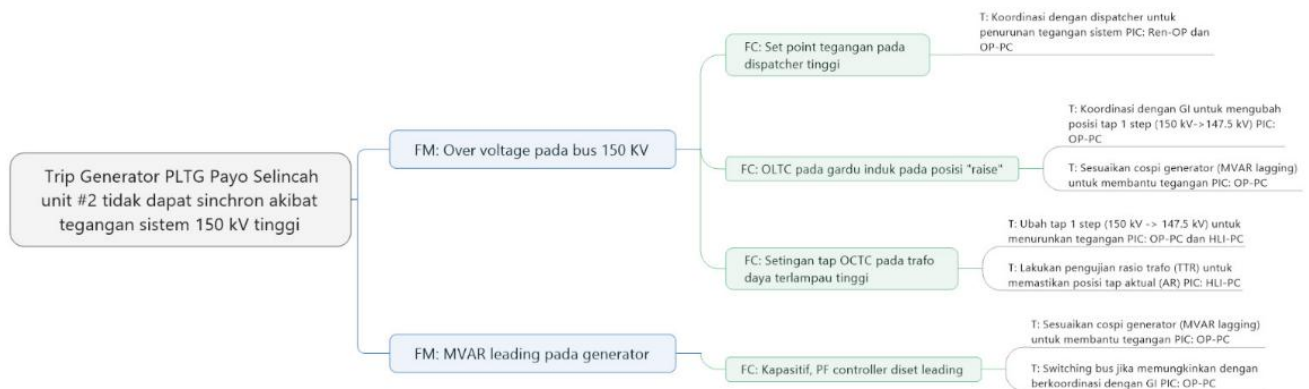 Trip Generator PLTG Payo Selincah
unit #2 tidak dapat sinchron akibat
tegangan sistem 150 kV tinggi
FM: Over voltage pada bus 150 KV
FC: Set point tegangan pada
dispatcher tinggi
T: Koordinasi dengan dispatcher untuk
penurunan tegangan sistem PIC: Ren-OP dan
OP-PC
FC: OLTC pada gardu induk pada posisi "raise"
T: Koordinasi dengan GI untuk mengubah
posisi tap 1 step (150 kV->147.5 kV) PIC:
OP-PC
T: Sesuaikan cospi generator (MVAR lagging)
untuk membantu tegangan PIC: OP-PC
FC: Setingan tap OCTC pada trafo
daya terlampau tinggi
T: Ubah tap 1 step (150 kV -> 147.5 kV) untuk
menurunkan tegangan PIC: OP-PC dan HLI-PC
T: Lakukan pengujian rasio trafo (TTR) untuk
memastikan posisi tap aktual (AR) PIC: HLI-PC
FM: MVAR leading pada generator
FC: Kapasitif, PF controller diset leading
T: Sesuaikan cospi generator (MVAR lagging)
untuk membantu tegangan PIC: OP-PC
T: Switching bus jika memungkinkan dengan
berkoordinasi dengan GI PIC: OP-PC